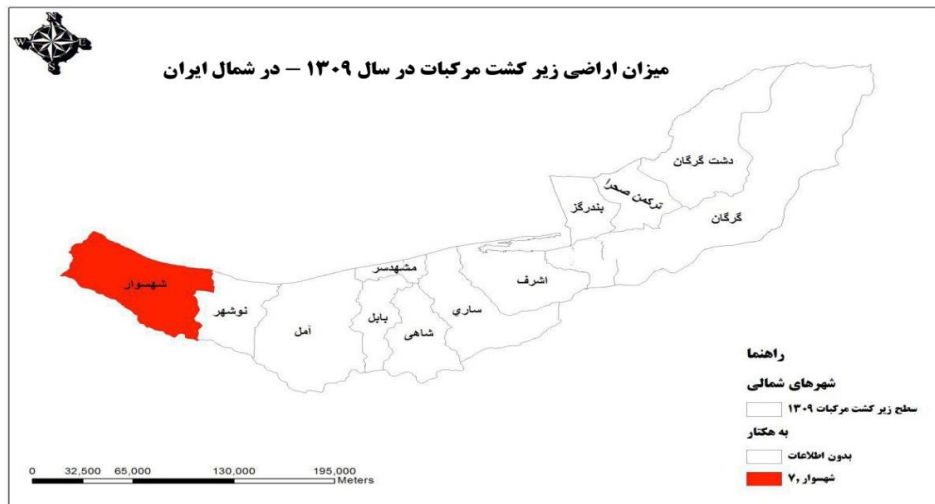 میزان اراضی زیر کشت مرکبات در سال ۱۳۰۹ – در شمال ایران
N
W E
S
دشت گرگان
ترکمن صحرا
بندرگز
گرگان
اشرف
مشهدسر
ساري
شهسوار
نوشهر
آمل
بابل
شاهی
راهنما
شهرهای شمالی
سطح زیر کشت مرکبات ۱۳۰۹
به هکتار
بدون اطلاعات
شهسوار ,۷
0 32,500 65,000 130,000 195,000
Meters